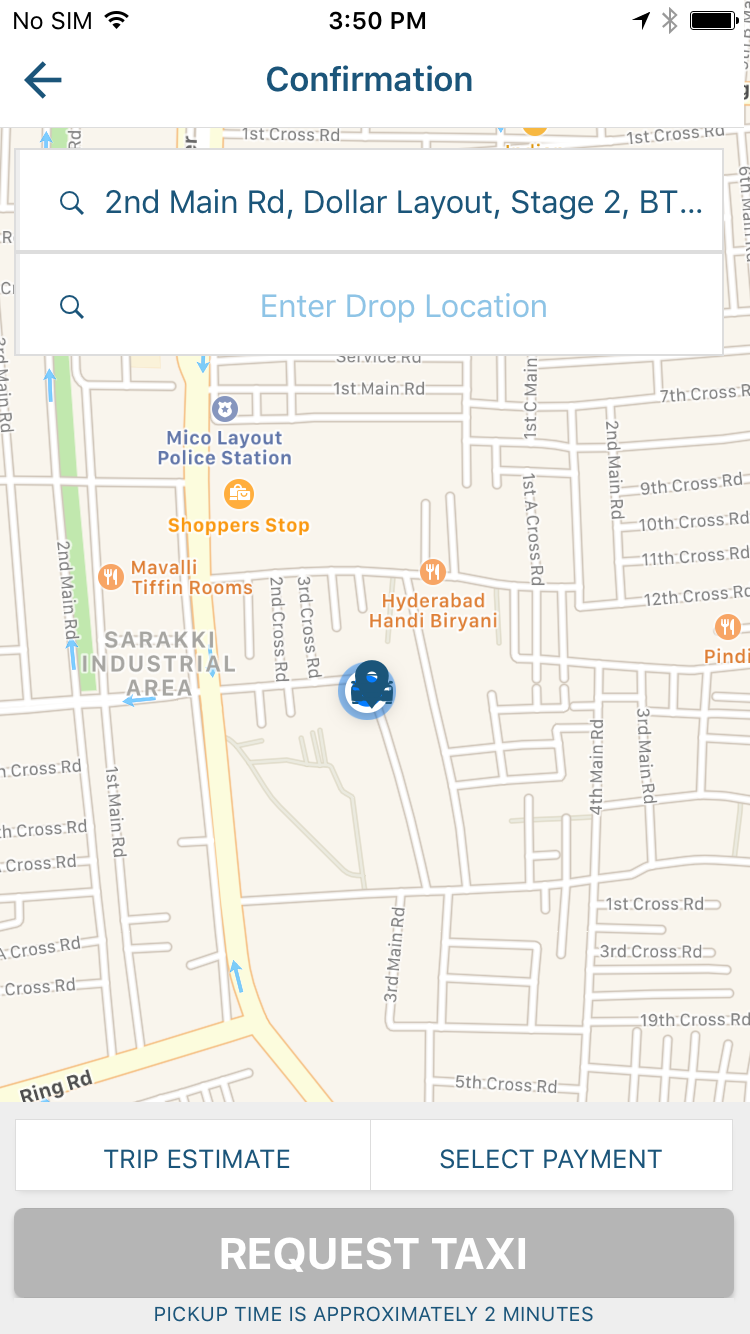 No SIM 3:50 PM
Confirmation
1st Cross Rd
1st Cross Rd
2nd Main Rd, Dollar Layout, Stage 2, BT...
Enter Drop Location
3rd Main Rd
Service Rd
1st Main Rd
1st C Main
7th Cross R
Mico Layout
Police Station
2nd Main Rd
Shoppers Stop
1st A Cross Rd
9th Cross Rd
10th Cross Rd
11th Cross Rd
12th Cross Rd
2nd Main Rd
Mavalli
Tiffin Rooms
2nd Cross Rd
3rd Cross Rd
Hyderabad
Handi Biryani
Pindi
SARAKKI
INDUSTRIAL
AREA
4th Main Rd
3rd Main Rd
h Cross Rd
1st Main Rd
th Cross Rd
Cross Rd
3rd Main Rd
1st Cross Rd
A Cross Rd
3rd Cross Rd
Cross Rd
19th Cross Rd
Ring Rd
5th Cross Rd
TRIP ESTIMATE
SELECT PAYMENT
REQUEST TAXI
PICKUP TIME IS APPROXIMATELY 2 MINUTES